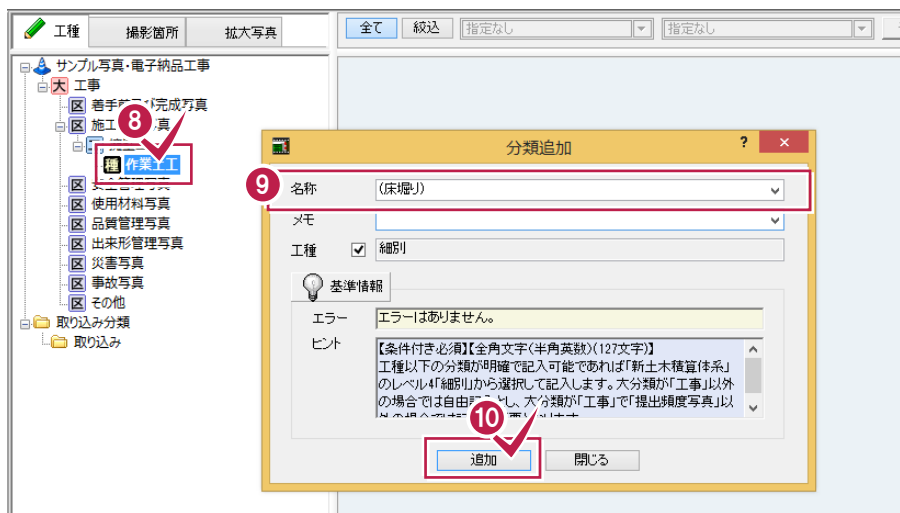 工種
撮影箇所
拡大写真
全て
絞込
指定なし
指定なし
サンプル写真・電子納品工事
大 工事
区 着手前及び完成写真
区 施工 真
8
種 作業土工
区 安全管理写真
区 使用材料写真
区 品質管理写真
区 出来形管理写真
区 災害写真
区 事故写真
区 その他
取り込み分類
取り込み
分類追加
?
×
9
名称
(床堀り)
メモ
工種
細別
基準情報
エラー
エラーはありません。
ヒント
【条件付き必須】【全角文字(半角英数)(127文字)】
工種以下の分類が明確で記入可能であれば「新土木積算体系」
のレベル4「細別」から選択して記入します。大分類が「工事」以外
の場合では自由記入とし、大分類が「工事」で「提出頻度写真」以
10
追加
閉じる